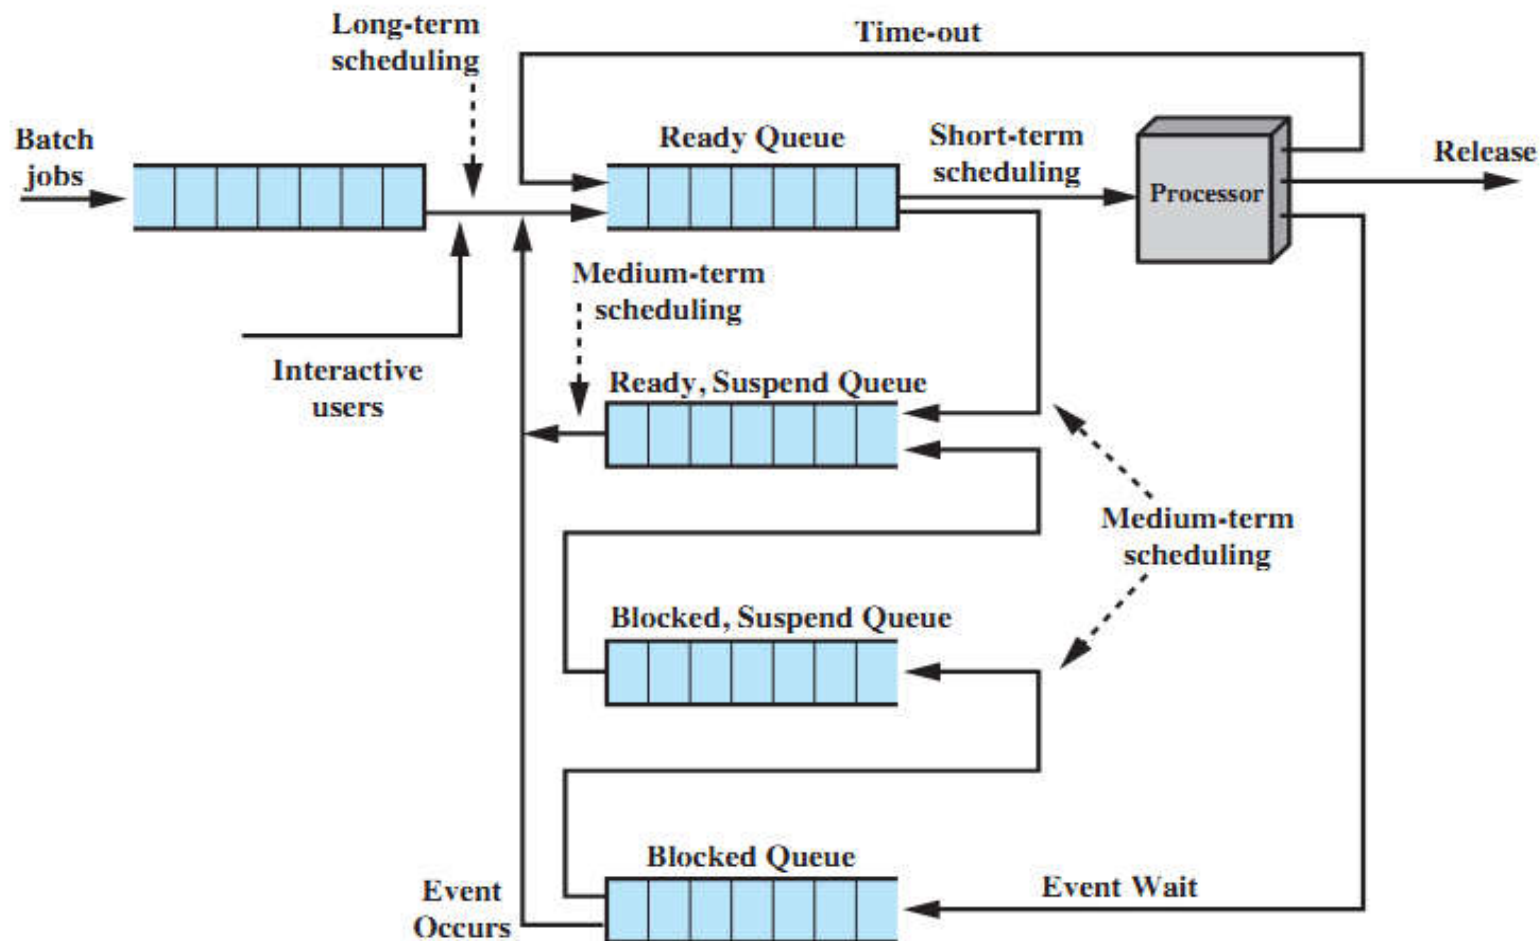 Long-term
scheduling
Time-out
Batch
jobs
Ready Queue
Short-term
scheduling
Processor
Release
Medium-term
scheduling
Interactive
users
Ready, Suspend Queue
Medium-term
scheduling
Blocked, Suspend Queue
Blocked Queue
Event
Occurs
Event Wait